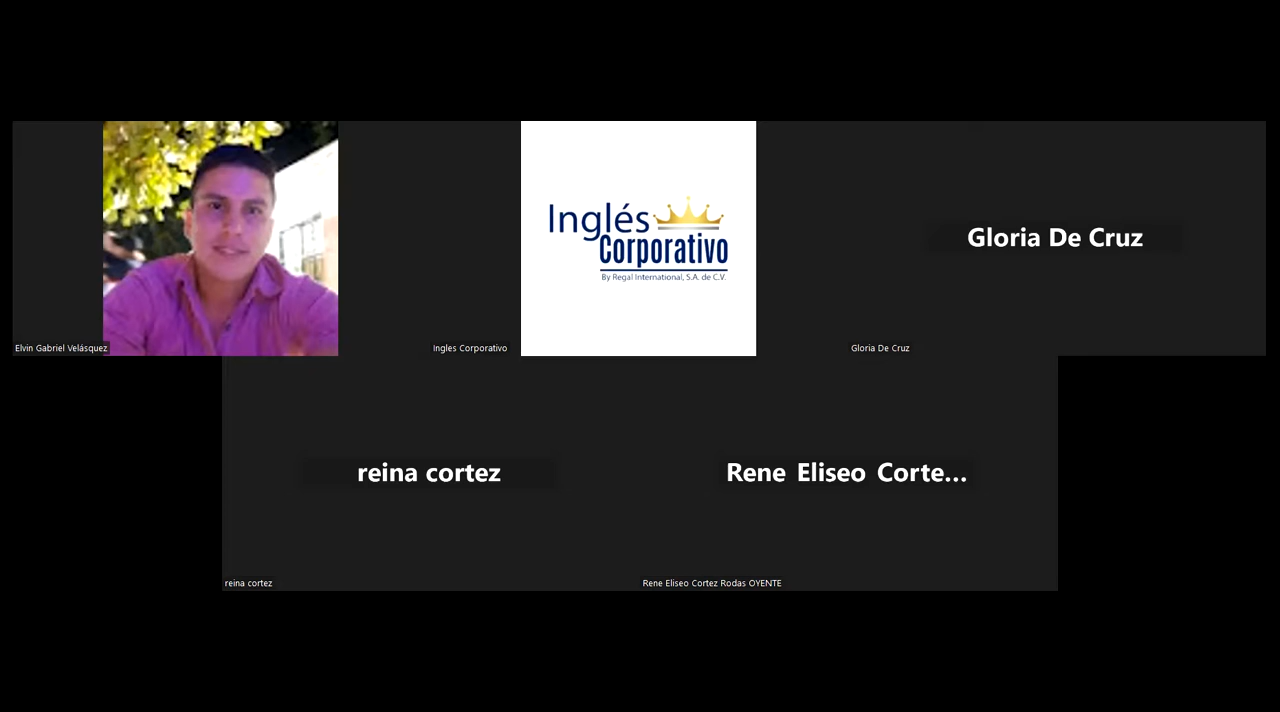 Inglés
Corporativo
By Regal International, S.A. de C.V.
Gloria De Cruz
Elvin Gabriel Velásquez
Ingles Corporativo
Gloria De Cruz
reina cortez
Rene Eliseo Corte...
reina cortez
Rene Eliseo Cortez Rodas OYENTE